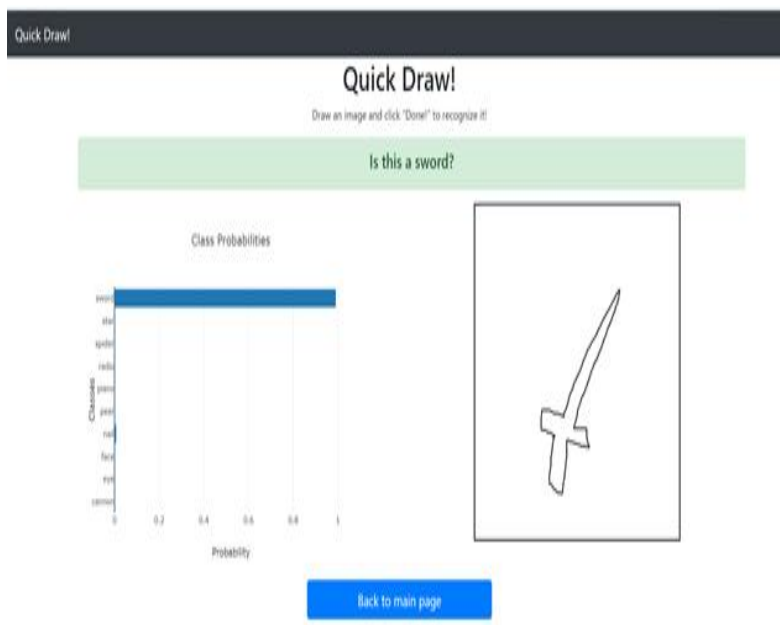 Quick Draw!
Quick Draw!
Draw an image and click "Done!" to recognize it!
Is this a sword?
Class Probabilities
sword
star
spider
radio
piano
pear
nail
face
eye
cannon
Classes
0 0.2 0.4 0.6 0.8 1
Probability
Back to main page